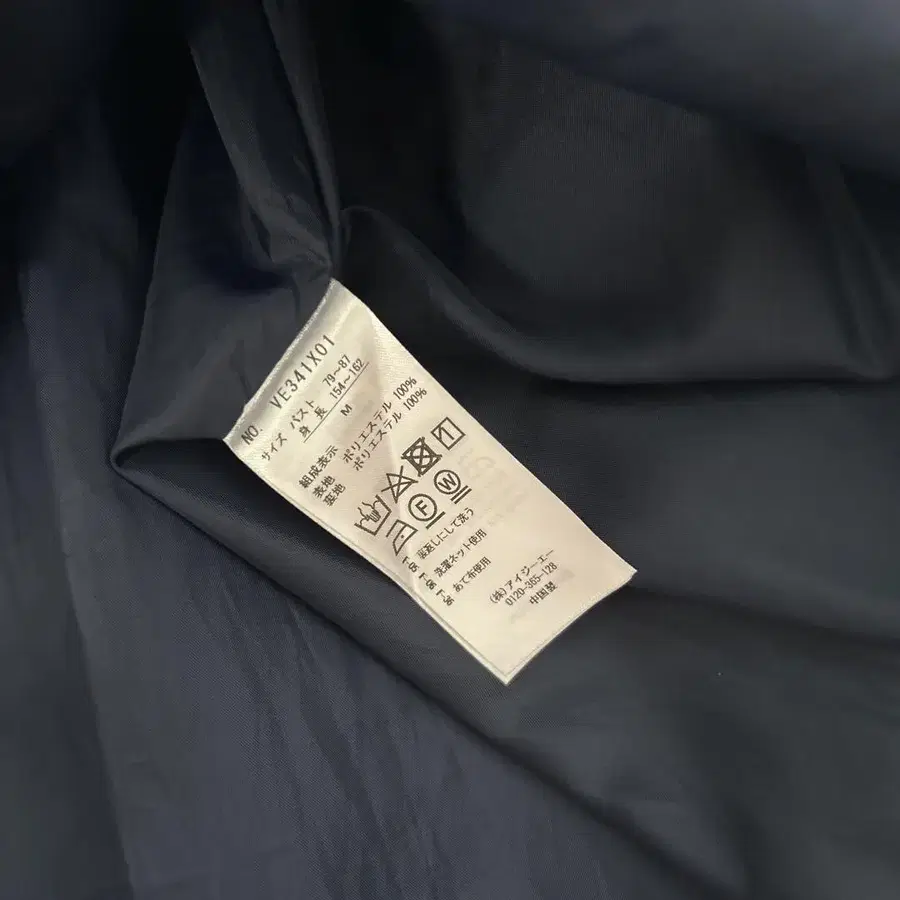 NO. VE341X01
サイズ バスト 79～87
身長 154～162
M
組成表示
表地 ポリエステル 100%
裏地 ポリエステル 100%
F W
裏返しにして洗う
洗濯ネット使用
あて布使用
(株)アイジーエー
0120-365-128
中国製